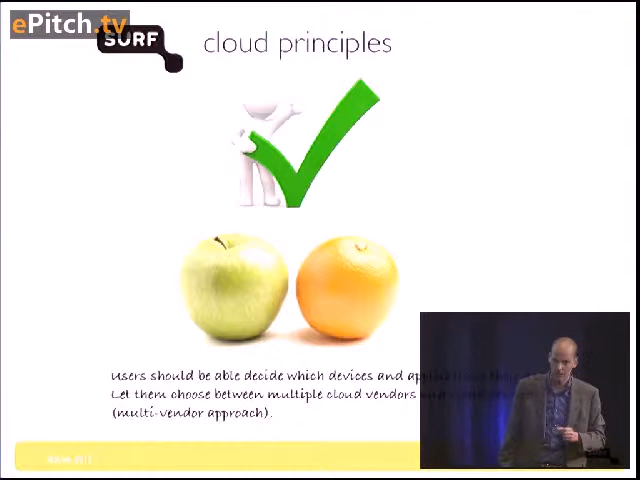 ePitch.tv
SURF
cloud principles
Users should be able decide which devices and
Let them choose between multiple cloud vendors
(multi-vendor approach).